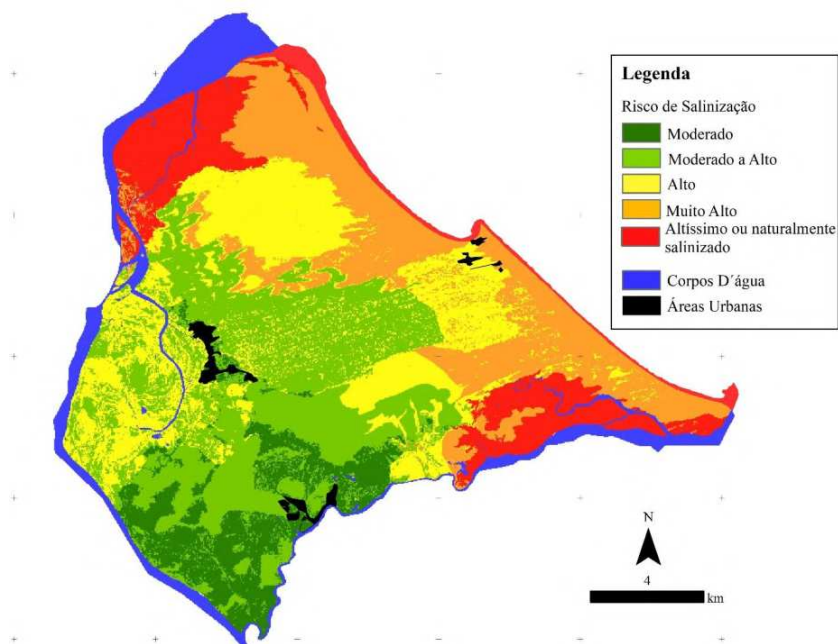 Legenda
Risco de Salinização
Moderado
Moderado a Alto
Alto
Muito Alto
Altíssimo ou naturalmente
salinizado
Corpos D´água
Áreas Urbanas
N
4
km